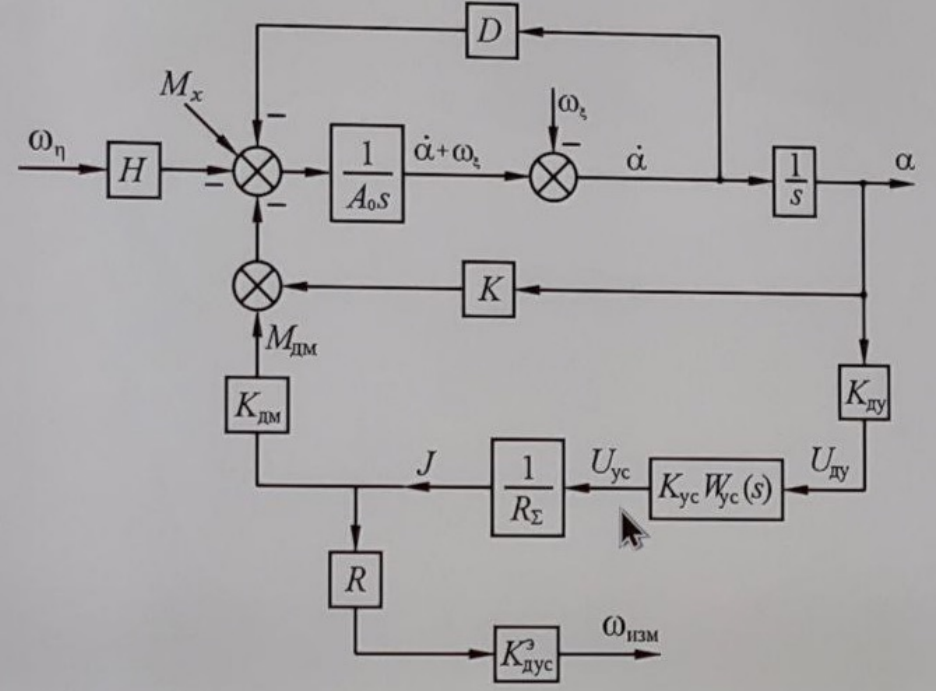 D
M_x
−
ω_η
H
−
1/(A₀s)
α̇+ω_ξ
ω_ξ
−
α̇
1/s
α
−
K
M_дм
K_дм
K_ду
J
1/R_Σ
U_ус
K_ус W_ус(s)
U_ду
R
K^э_дус
ω_изм